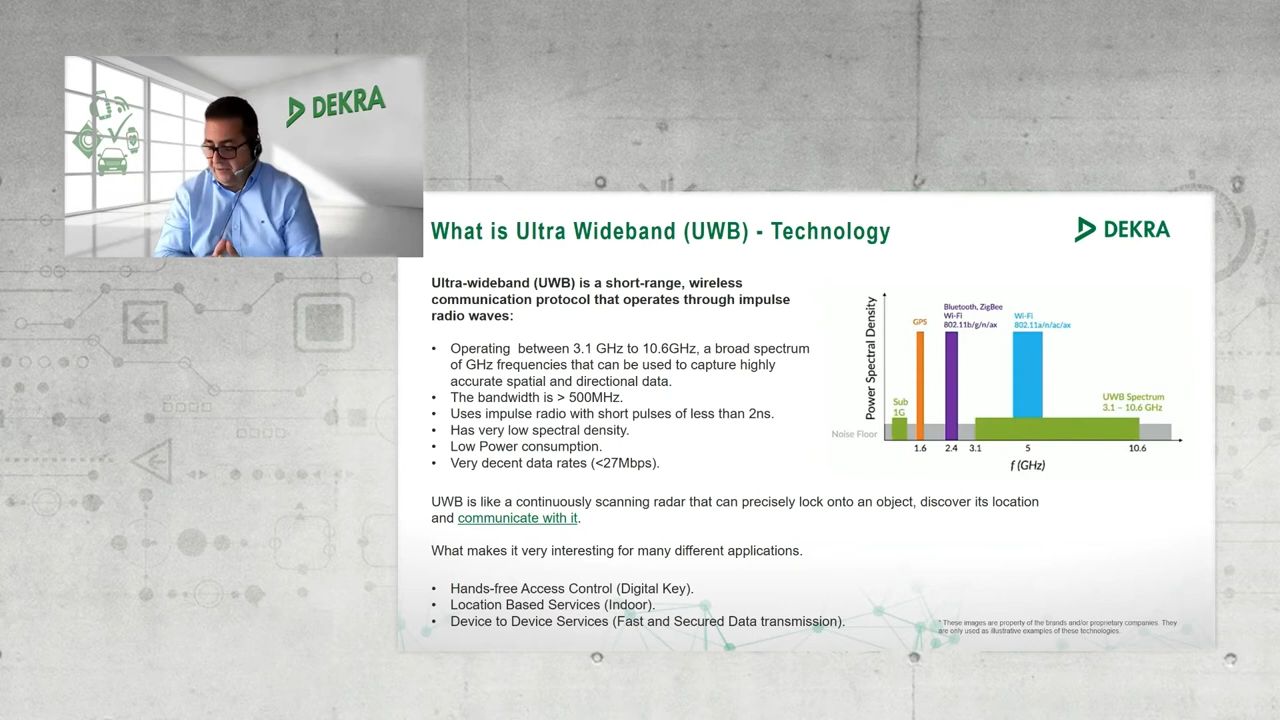 DEKRA
What is Ultra Wideband (UWB) - Technology
DEKRA
Ultra-wideband (UWB) is a short-range, wireless
communication protocol that operates through impulse
radio waves:
• Operating between 3.1 GHz to 10.6GHz, a broad spectrum
of GHz frequencies that can be used to capture highly
accurate spatial and directional data.
• The bandwidth is > 500MHz.
• Uses impulse radio with short pulses of less than 2ns.
• Has very low spectral density.
• Low Power consumption.
• Very decent data rates (<27Mbps).
Power Spectral Density
GPS
Bluetooth, ZigBee
Wi-Fi
802.11b/g/n/ax
Wi-Fi
802.11a/n/ac/ax
Sub
1G
UWB Spectrum
3.1 – 10.6 GHz
Noise Floor
1.6 2.4 3.1 5 10.6
f (GHz)
UWB is like a continuously scanning radar that can precisely lock onto an object, discover its location
and communicate with it.
What makes it very interesting for many different applications.
• Hands-free Access Control (Digital Key).
• Location Based Services (Indoor).
• Device to Device Services (Fast and Secured Data transmission).
* These images are property of the brands and/or proprietary companies. They
are only used as illustrative examples of these technologies.